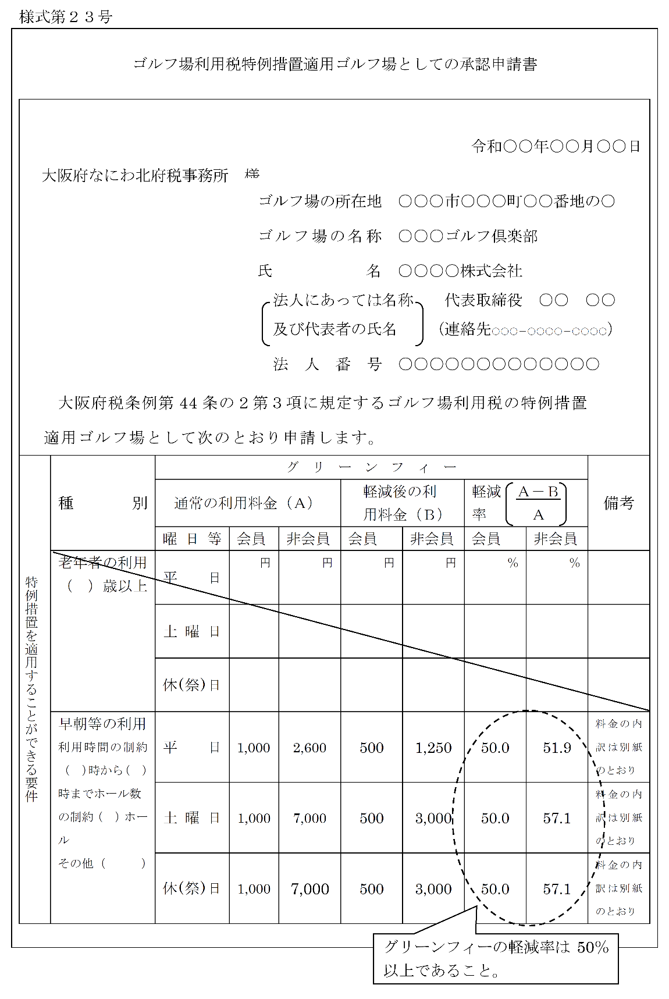 様式第２３号
ゴルフ場利用税特例措置適用ゴルフ場としての承認申請書
令和〇〇年〇〇月〇〇日
大阪府なにわ北府税事務所　様
ゴルフ場の所在地　〇〇〇市〇〇〇町〇〇番地の〇
ゴルフ場の名称　〇〇〇ゴルフ倶楽部
氏　　　　　　名　〇〇〇〇株式会社
法人にあっては名称　代表取締役　〇〇　〇〇
及び代表者の氏名　（連絡先○○○−○○○○−○○○○）
法　人　番　号　〇〇〇〇〇〇〇〇〇〇〇〇〇
大阪府税条例第 44 条の２第３項に規定するゴルフ場利用税の特例措置
適用ゴルフ場として次のとおり申請します。
特例措置を適用することができる要件
種　　　　別
グ　リ　ー　ン　フ　ィ　ー
備考
通常の利用料金（Ａ）
軽減後の利
用料金（Ｂ）
軽減
率
Ａ－Ｂ
Ａ
曜　日　等　会員　非会員　会員　非会員　会員　非会員
老年者の利用
（　）歳以上
平　　日　円　円　円　円　％　％
土　曜　日
休(祭)日
早朝等の利用
利用時間の制約
（　）時から（　）
時までホール数
の制約（　）ホー
ル
その他（　　　）
平　　日　1,000　2,600　500　1,250　50.0　51.9
料金の内
訳は別紙
のとおり
土　曜　日　1,000　7,000　500　3,000　50.0　57.1
料金の内
訳は別紙
のとおり
休(祭)日　1,000　7,000　500　3,000　50.0　57.1
料金の内
訳は別紙
のとおり
グリーンフィーの軽減率は 50％
以上であること。